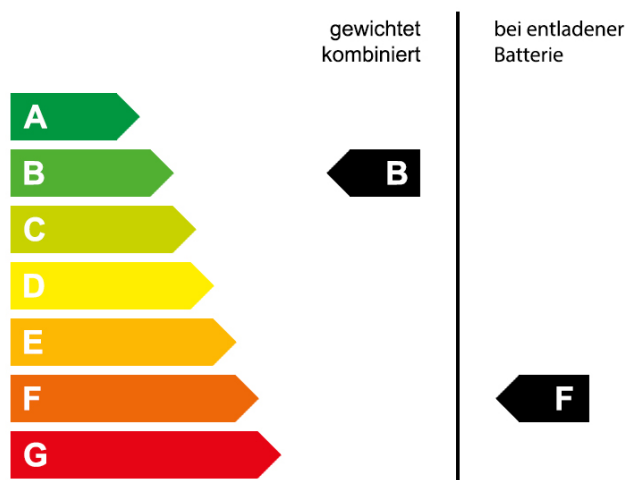 gewichtet
kombiniert
bei entladener
Batterie
A
B
B
C
D
E
F
F
G